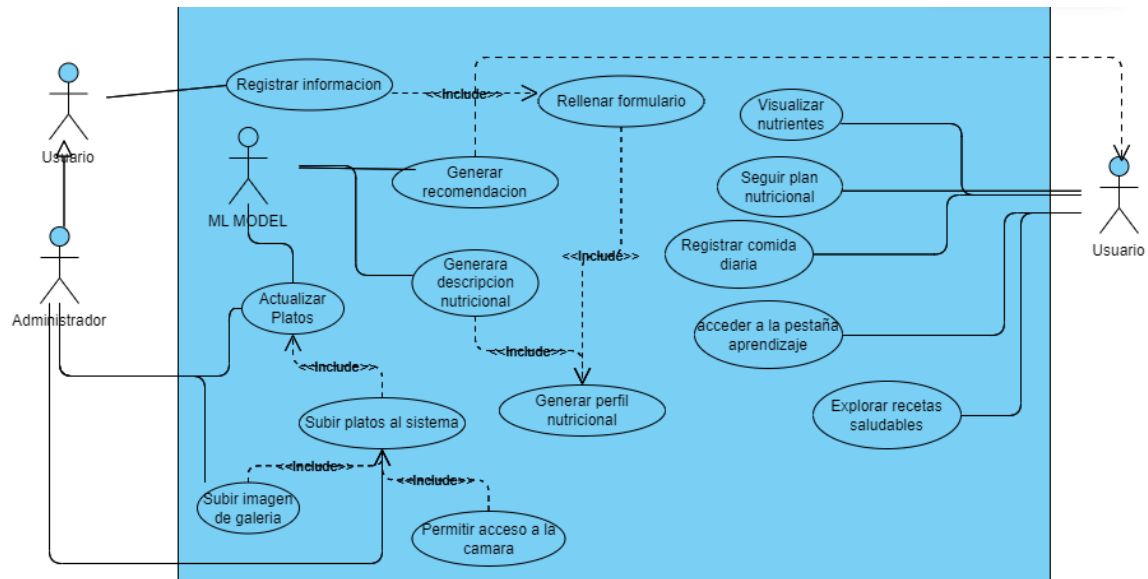 Registrar informacion
<<Include>>
Rellenar formulario
Visualizar
nutrientes
Usuario
ML MODEL
Generar
recomendacion
Seguir plan
nutricional
Usuario
Registrar comida
diaria
<<Include>>
Generara
descripcion
nutricional
Administrador
Actualizar
Platos
acceder a la pestaña
aprendizaje
<<Include>>
<<Include>>
Generar perfil
nutricional
Explorar recetas
saludables
Subir platos al sistema
<<Include>>
<<Include>>
Subir imagen
de galeria
Permitir acceso a la
camara